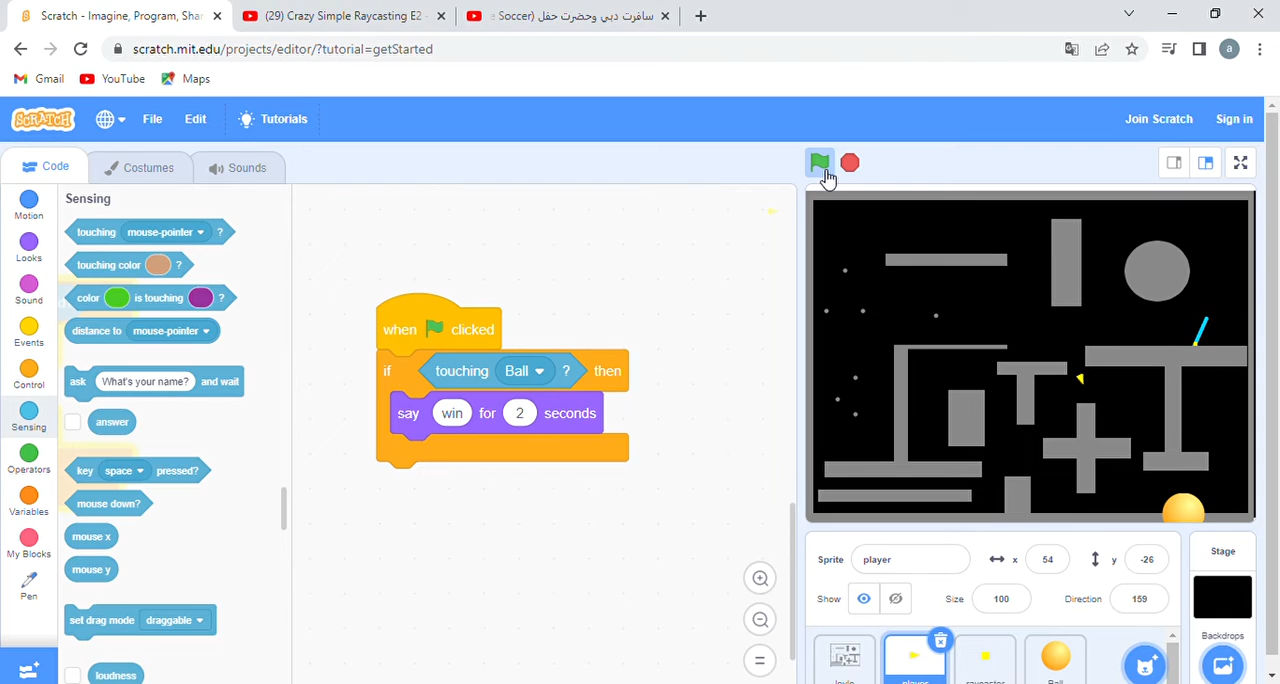 Scratch - Imagine, Program, Shar
(29) Crazy Simple Raycasting E2 -
سافرت دبي وحضرت حفل (Soccer
scratch.mit.edu/projects/editor/?tutorial=getStarted
a
Gmail YouTube Maps
SCRATCH File Edit Tutorials Join Scratch Sign in
Code Costumes Sounds
Motion
Looks
Sound
Events
Control
Sensing
Operators
Variables
My Blocks
Pen
Sensing
touching mouse-pointer ?
touching color ?
color is touching ?
distance to mouse-pointer
ask What's your name? and wait
answer
key space pressed?
mouse down?
mouse x
mouse y
set drag mode draggable
loudness
when clicked
if touching Ball ? then
say win for 2 seconds
Sprite player x 54 y -26
Show Size 100 Direction 159
Stage
Backdrops
player
Ball